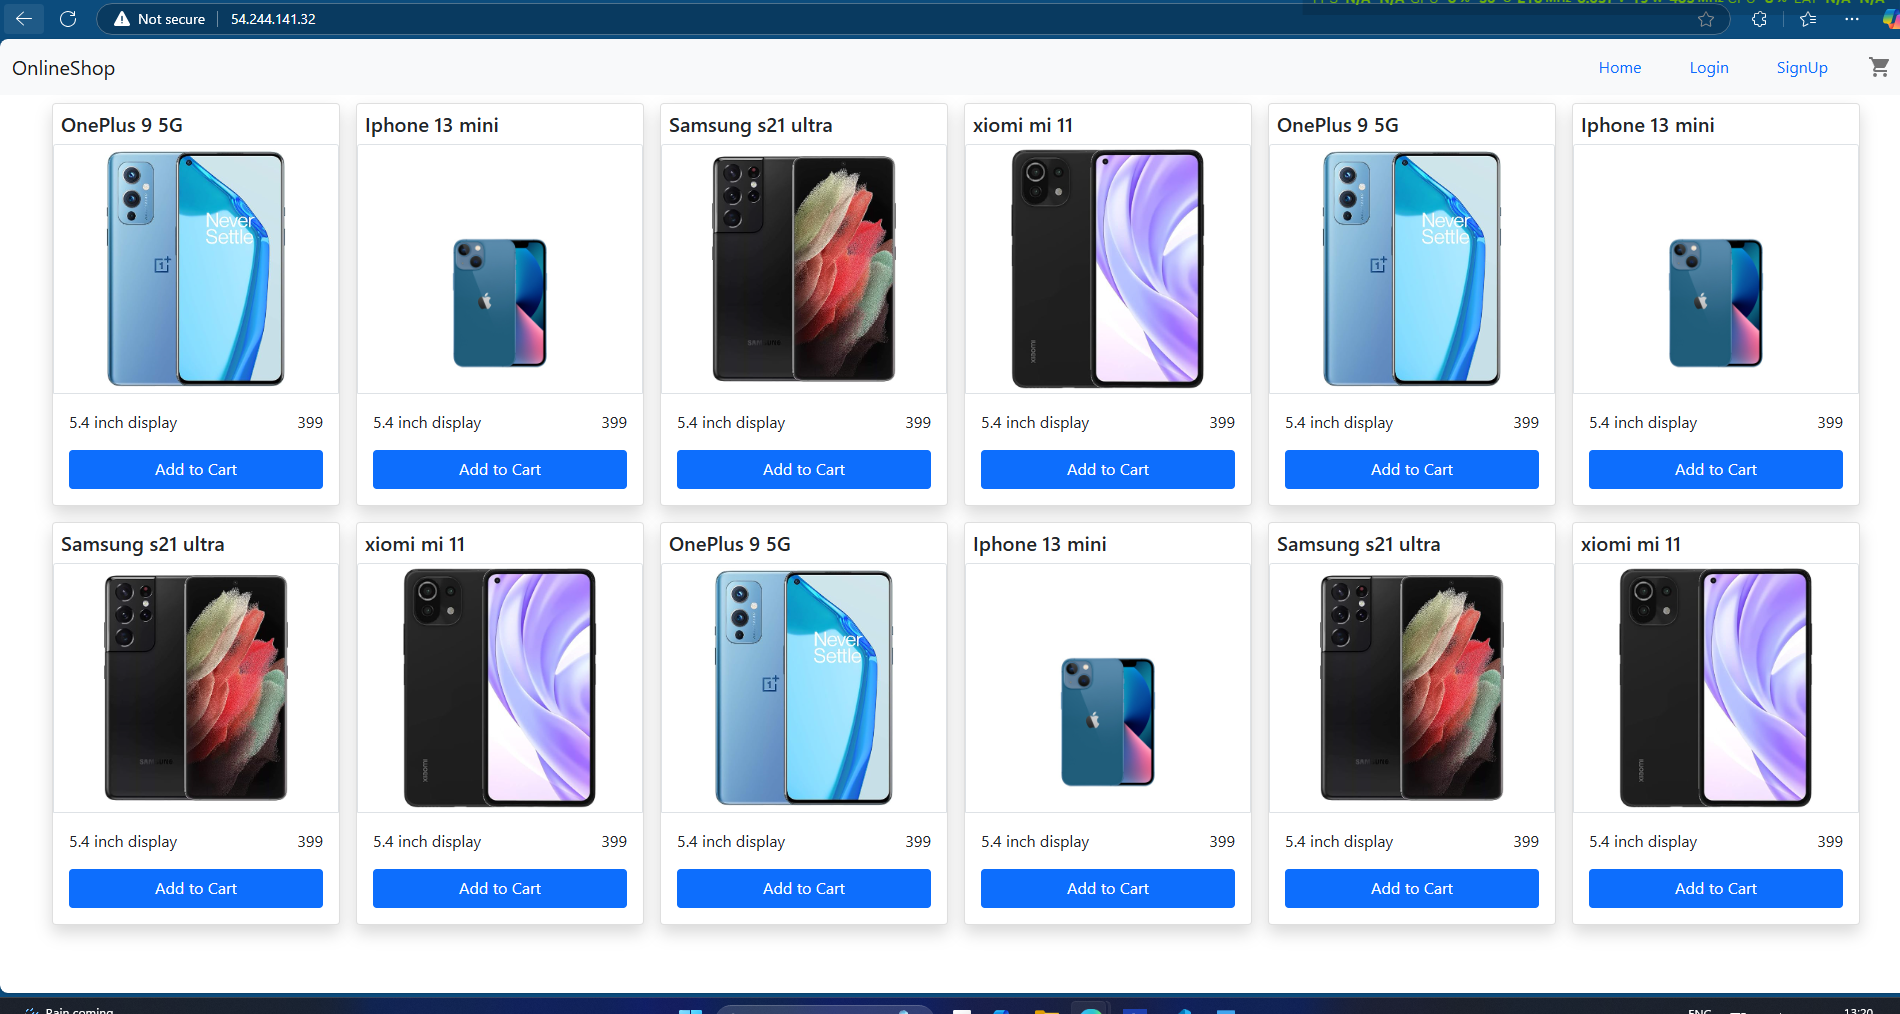 Not secure 54.244.141.32
OnlineShop
Home Login SignUp
OnePlus 9 5G Iphone 13 mini Samsung s21 ultra xiomi mi 11 OnePlus 9 5G Iphone 13 mini
Never Never
Settle Settle
SAMSUNG
XIAOMI
5.4 inch display 399 5.4 inch display 399 5.4 inch display 399 5.4 inch display 399 5.4 inch display 399 5.4 inch display 399
Add to Cart Add to Cart Add to Cart Add to Cart Add to Cart Add to Cart
Samsung s21 ultra xiomi mi 11 OnePlus 9 5G Iphone 13 mini Samsung s21 ultra xiomi mi 11
Never
Settle
SAMSUNG XIAOMI SAMSUNG XIAOMI
5.4 inch display 399 5.4 inch display 399 5.4 inch display 399 5.4 inch display 399 5.4 inch display 399 5.4 inch display 399
Add to Cart Add to Cart Add to Cart Add to Cart Add to Cart Add to Cart
Rain coming ENG 13:20